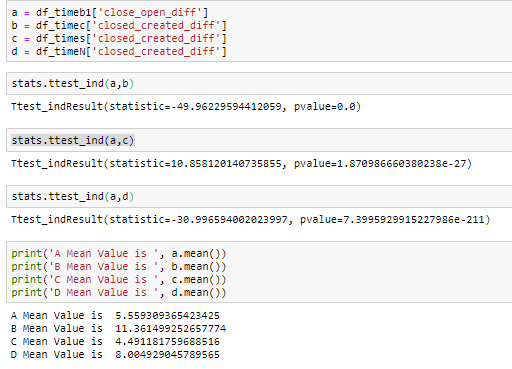 a = df_timeb1['close_open_diff']
b = df_timec['closed_created_diff']
c = df_times['closed_created_diff']
d = df_timeN['closed_created_diff']
stats.ttest_ind(a,b)
Ttest_indResult(statistic=-49.96229594412059, pvalue=0.0)
stats.ttest_ind(a,c)
Ttest_indResult(statistic=10.858120140735855, pvalue=1.870986660380238e-27)
stats.ttest_ind(a,d)
Ttest_indResult(statistic=-30.996594002023997, pvalue=7.3995929915227986e-211)
print('A Mean Value is ', a.mean())
print('B Mean Value is ', b.mean())
print('C Mean Value is ', c.mean())
print('D Mean Value is ', d.mean())
A Mean Value is  5.559309365423425
B Mean Value is  11.361499252657774
C Mean Value is  4.491181759688516
D Mean Value is  8.004929045789565